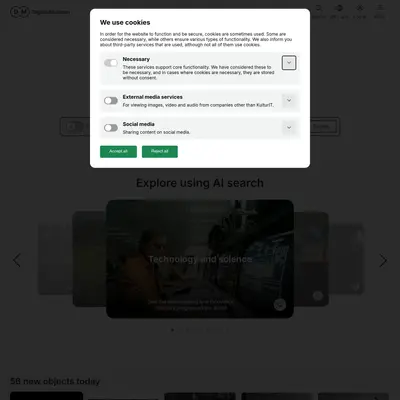 We use cookies
In order for the website to function and be secure, cookies are sometimes used. Some are
considered necessary, while others ensure various types of functionality. We also inform you
about third-party services that are used, although not all of them use cookies.
Necessary
These services support core functionality. We have considered these to
be necessary, and in cases where cookies are necessary, they are stored
without consent.
External media services
For viewing images, video and audio from companies other than KulturIT.
Social media
Sharing content on social media.
Accept all
Reject all
Explore using AI search
Technology and science
58 new objects today